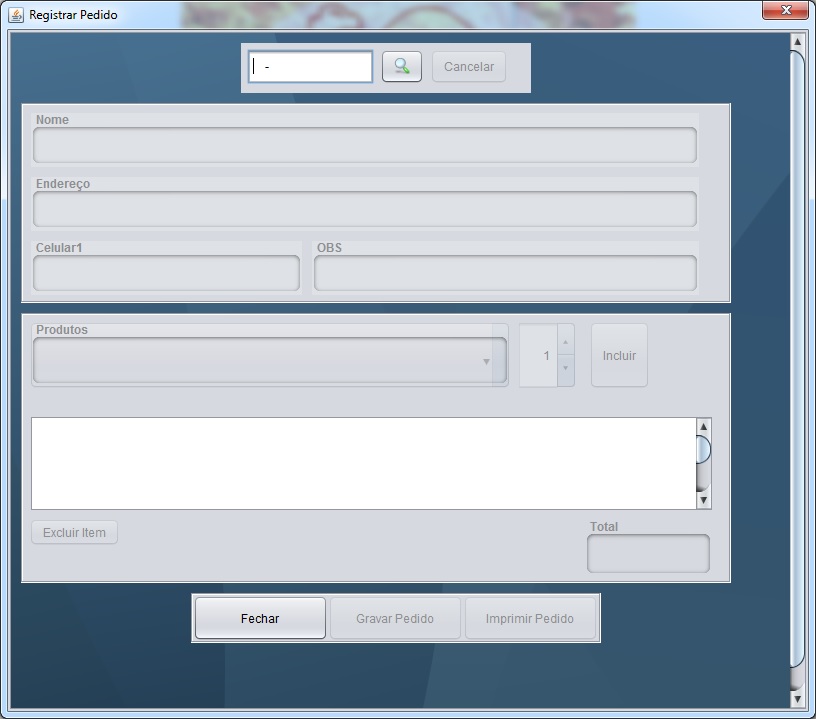 Registrar Pedido
-
Cancelar
Nome
Endereço
Celular1
OBS
Produtos
1
Incluir
Excluir Item
Total
Fechar
Gravar Pedido
Imprimir Pedido